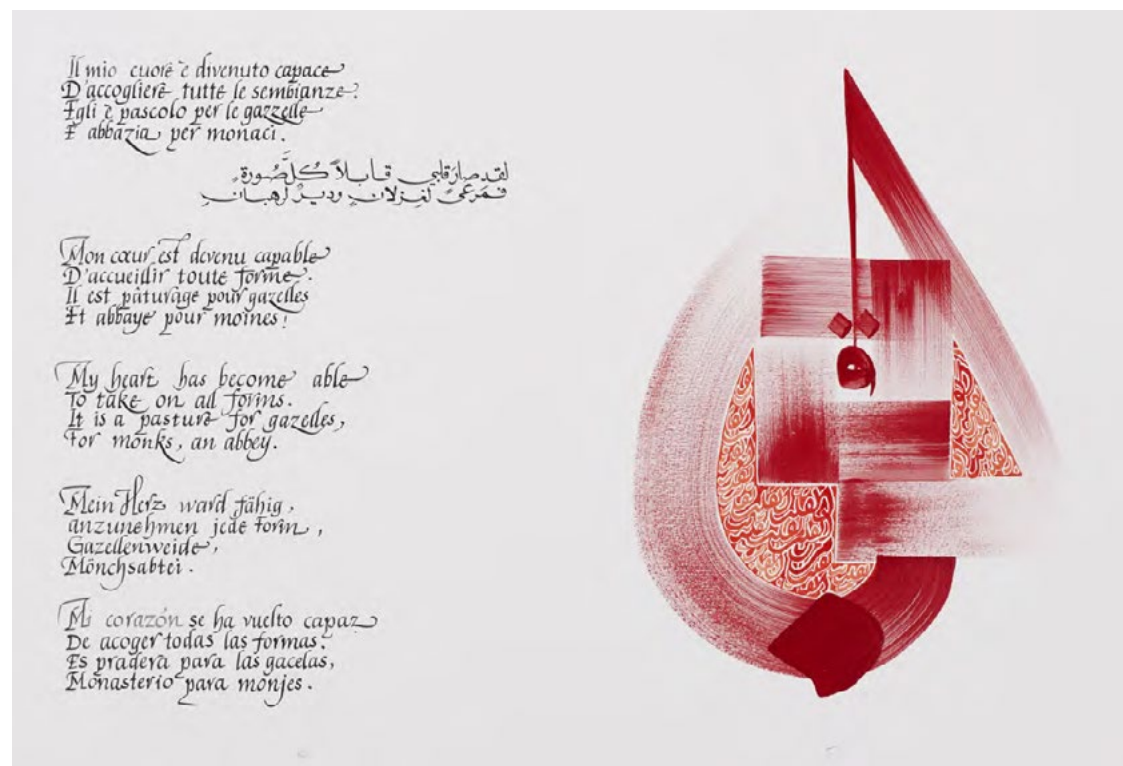 Il mio cuore è divenuto capace
D'accogliere tutte le sembianze.
Egli è pascolo per le gazzelle
E abbazia per monaci.
لقد صارَ قلبي قابلاً كُلَّ صُورةٍ
فمَرعىً لغزلانٍ وديرٌ لرهبانٍ
Mon cœur est devenu capable
D'accueillir toute forme.
Il est pâturage pour gazelles
Et abbaye pour moines!
My heart has become able
To take on all forms.
It is a pasture for gazelles,
For monks, an abbey.
Mein Herz ward fähig,
anzunehmen jede Form,
Gazellenweide,
Mönchsabtei.
Mi corazón se ha vuelto capaz
De acoger todas las formas.
Es pradera para las gacelas,
Monasterio para monjes.